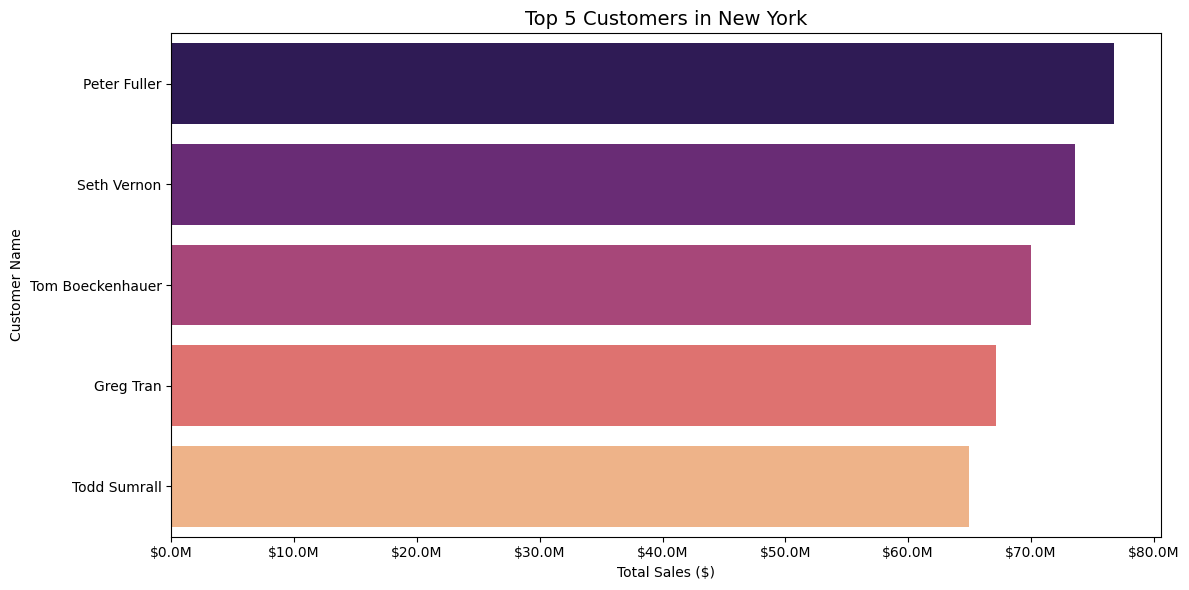 Top 5 Customers in New York
Customer Name
Peter Fuller
Seth Vernon
Tom Boeckenhauer
Greg Tran
Todd Sumrall
$0.0M $10.0M $20.0M $30.0M $40.0M $50.0M $60.0M $70.0M $80.0M
Total Sales ($)